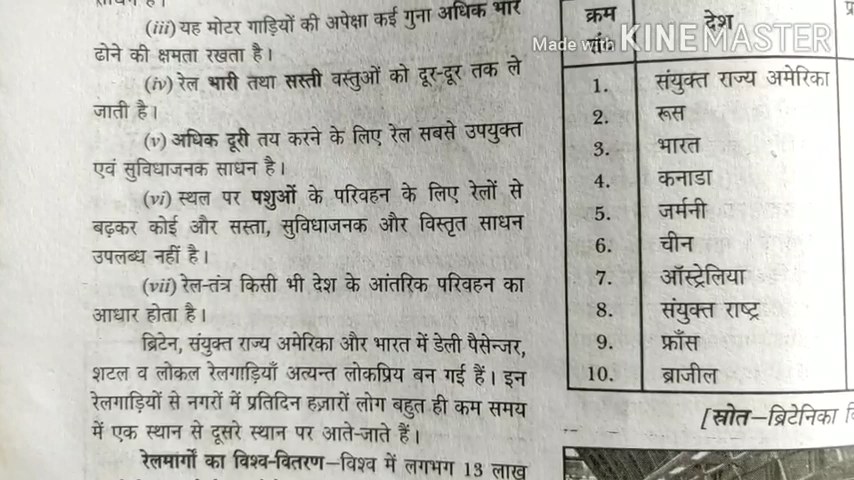 (iii) यह मोटर गाड़ियों की अपेक्षा कई गुना अधिक भार
ढोने की क्षमता रखता है।
(iv) रेल भारी तथा सस्ती वस्तुओं को दूर-दूर तक ले
जाती है।
(v) अधिक दूरी तय करने के लिए रेल सबसे उपयुक्त
एवं सुविधाजनक साधन है।
(vi) स्थल पर पशुओं के परिवहन के लिए रेलों से
बढ़कर कोई और सस्ता, सुविधाजनक और विस्तृत साधन
उपलब्ध नहीं है।
(vii) रेल-तंत्र किसी भी देश के आंतरिक परिवहन का
आधार होता है।
ब्रिटेन, संयुक्त राज्य अमेरिका और भारत में डेली पैसेन्जर,
शटल व लोकल रेलगाड़ियाँ अत्यन्त लोकप्रिय बन गई हैं। इन
रेलगाड़ियों से नगरों में प्रतिदिन हज़ारों लोग बहुत ही कम समय
में एक स्थान से दूसरे स्थान पर आते-जाते हैं।
रेलमार्गों का विश्व-वितरण—विश्व में लगभग 13 लाख
क्रम सं. देश
1. संयुक्त राज्य अमेरिका
2. रूस
3. भारत
4. कनाडा
5. जर्मनी
6. चीन
7. ऑस्ट्रेलिया
8. संयुक्त राष्ट्र
9. फ्राँस
10. ब्राजील
[स्रोत—ब्रिटेनिका
Made with KINEMASTER